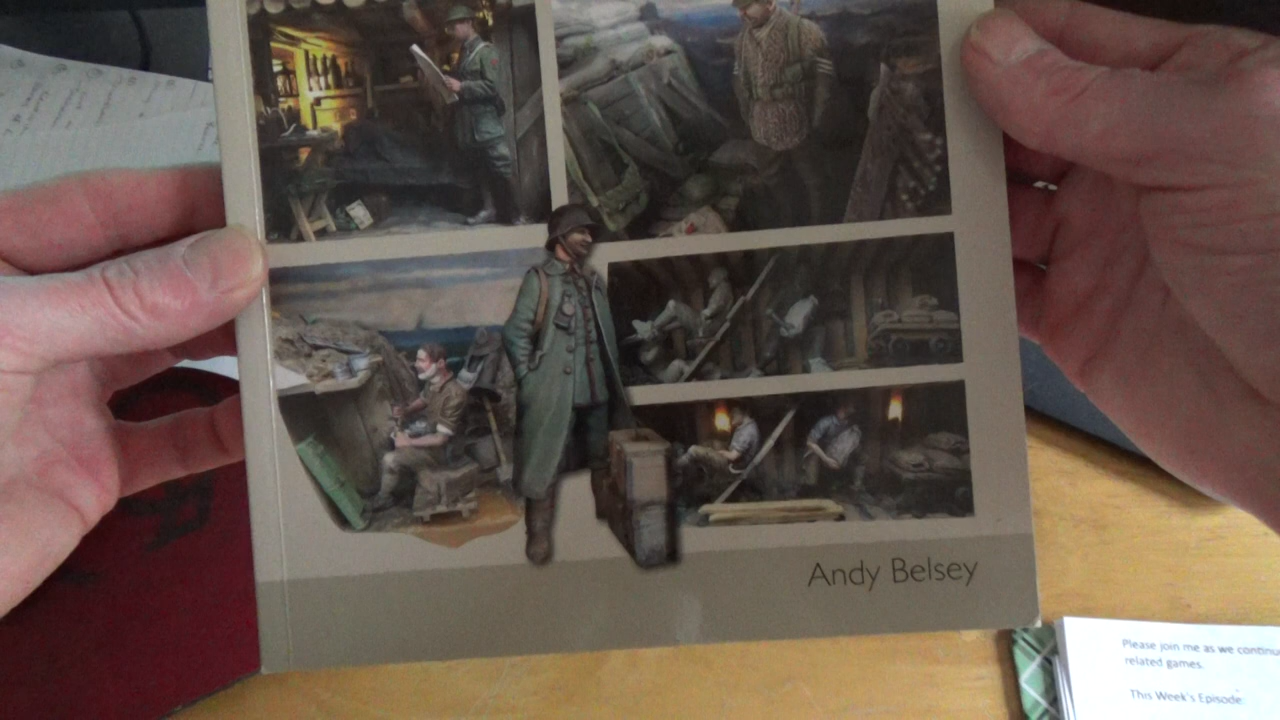 Andy Belsey
Please join me as we continu
related games.
This Week's Episode